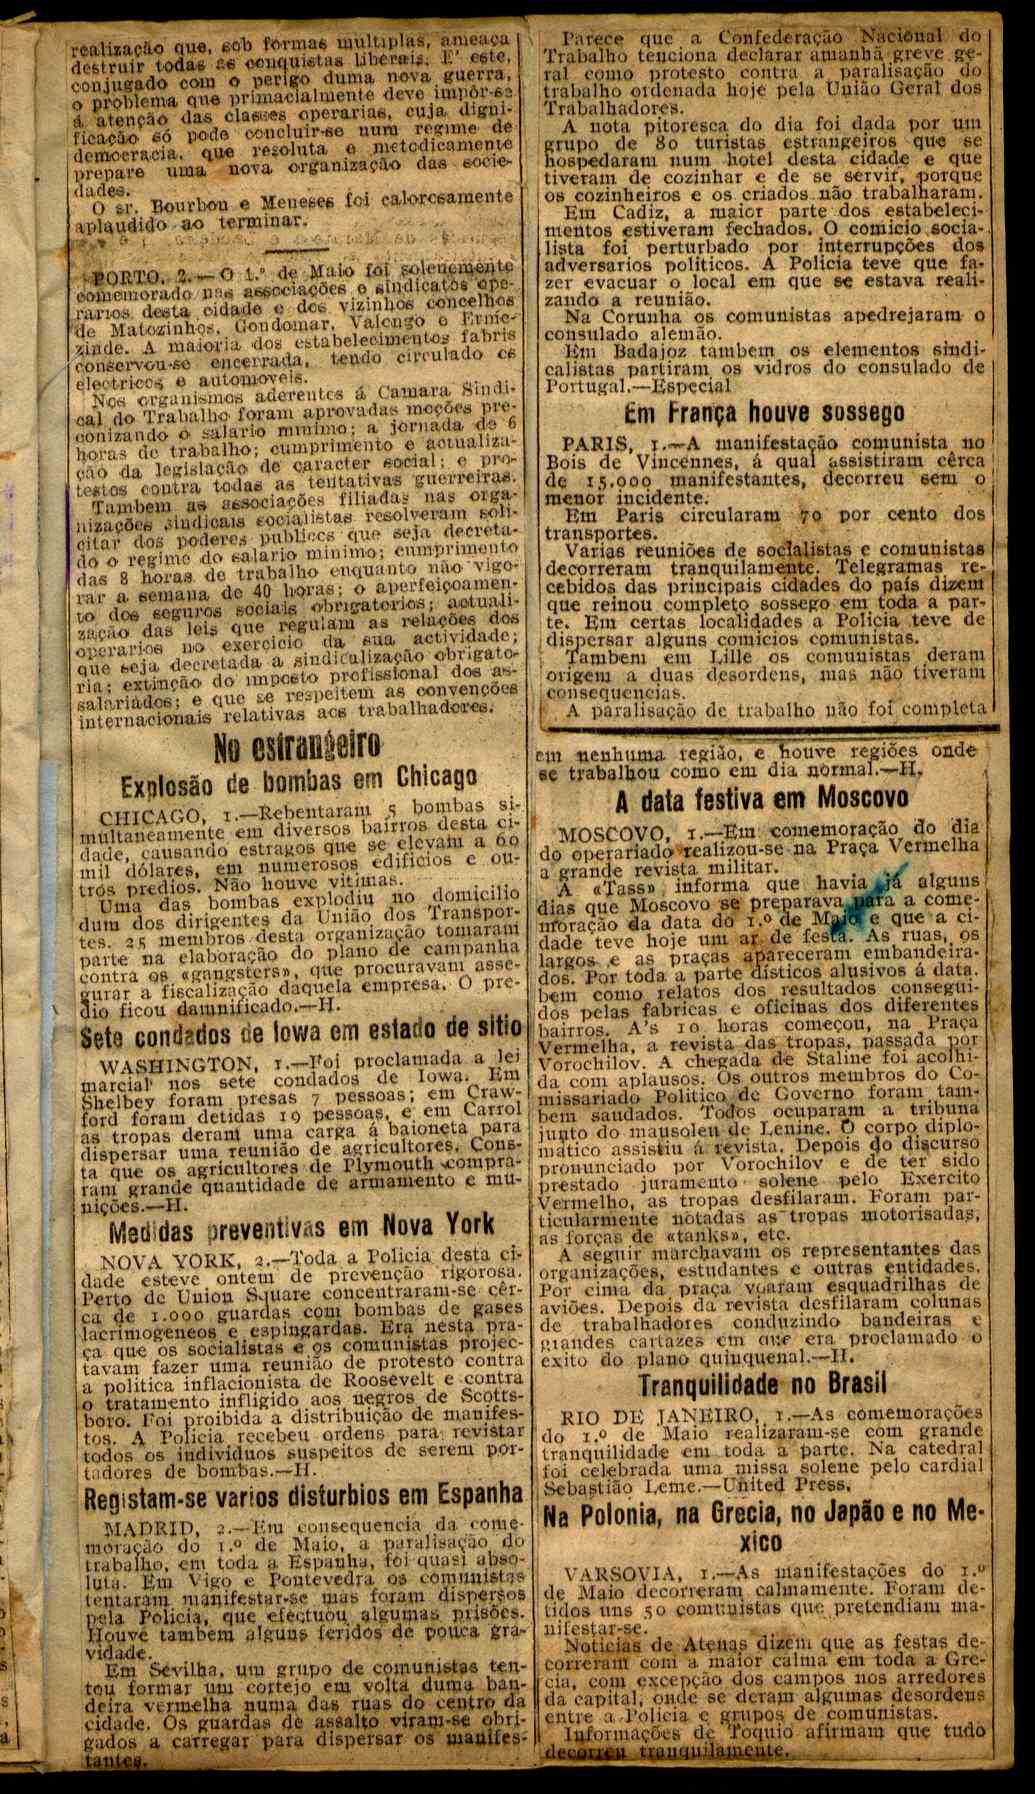 realização que, sob formas multiplas, ameaça
destruir todas as conquistas liberais. E' este,
conjugado com o perigo duma nova guerra,
o problema que primacialmente deve impôr-se
á atenção das classes operarias, cuja digni-
ficação só pode concluir-se num regime de
democracia, que resoluta e metodicamente
prepare uma nova organização das socie-
dades.
O sr. Bourbon e Meneses foi calorosamente
aplaudido ao terminar.
PORTO, 2.—O 1.º de Maio foi solenemente
comemorado nas associações e sindicatos ope-
rarios desta cidade e dos vizinhos concelhos
de Matozinhos, Gondomar, Valongo e Erme-
zinde. A maioria dos estabelecimentos fabris
conservou-se encerrada, tendo circulado os
electricos e automoveis.
Nos organismos aderentes á Camara Sindi-
cal do Trabalho foram aprovadas moções pre-
conizando o salario minimo; a jornada de 6
horas de trabalho; cumprimento e actualiza-
ção da legislação de caracter social; e pro-
testos contra todas as tentativas guerreiras.
Tambem as associações filiadas nas orga-
nizações sindicais socialistas resolveram soli-
citar dos poderes publicos que seja decreta-
do o regime do salario minimo; cumprimento
das 8 horas de trabalho enquanto não vigo-
rar a semana de 40 horas; o aperfeiçoamen-
to dos seguros sociais obrigatorios; actuali-
zação das leis que regulam as relações dos
operarios no exercicio da sua actividade;
que seja decretada a sindicalização obrigato-
ria; extinção do imposto profissional dos as-
salariados; e que se respeitem as convenções
internacionais relativas aos trabalhadores.
No estrangeiro
Explosão de bombas em Chicago
CHICAGO, 1.—Rebentaram 5 bombas si-
multaneamente em diversos bairros desta ci-
dade, causando estragos que se elevam a 60
mil dólares, em numerosos edificios e ou-
tros predios. Não houve vitimas.
Uma das bombas explodiu no domicilio
dum dos dirigentes da União dos Transpor-
tes. 25 membros desta organização tomaram
parte na elaboração do plano de campanha
contra os «gangsters», que procuravam asse-
gurar a fiscalização daquela empresa. O pre-
dio ficou damnificado.—H.
Sete condados de Iowa em estado de sitio
WASHINGTON, 1.—Foi proclamada a lei
marcial nos sete condados de Iowa. Em
Shelbey foram presas 7 pessoas; em Craw-
ford foram detidas 19 pessoas, e em Carrol
as tropas deram uma carga á baioneta para
dispersar uma reunião de agricultores. Cons-
ta que os agricultores de Plymouth compra-
ram grande quantidade de armamento e mu-
nições.—H.
Medidas preventivas em Nova York
NOVA YORK, 2.—Toda a Policia desta ci-
dade esteve ontem de prevenção rigorosa.
Perto de Union Square concentraram-se cêr-
ca de 1.000 guardas com bombas de gases
lacrimogeneos e espingardas. Era nesta pra-
ça que os socialistas e os comunistas projec-
tavam fazer uma reunião de protesto contra
a politica inflacionista de Roosevelt e contra
o tratamento infligido aos negros de Scotts-
boro. Foi proibida a distribuição de manifes-
tos. A Policia recebeu ordens para revistar
todos os individuos suspeitos de serem por-
tadores de bombas.—H.
Registam-se varios disturbios em Espanha
MADRID, 2.—Em consequencia da come-
moração do 1.º de Maio, a paralisação do
trabalho, em toda a Espanha, foi quasi abso-
luta. Em Vigo e Pontevedra os comunistas
tentaram manifestar-se mas foram dispersos
pela Policia, que efectuou algumas prisões.
Houve tambem alguns feridos de pouca gra-
vidade.
Em Sevilha, um grupo de comunistas ten-
tou formar um cortejo em volta duma ban-
deira vermelha numa das ruas do centro da
cidade. Os guardas de assalto viram-se obri-
gados a carregar para dispersar os manifes-
tantes.
Parece que a Confederação Nacional do
Trabalho tenciona declarar amanhã greve ge-
ral como protesto contra a paralisação do
trabalho ordenada hoje pela União Geral dos
Trabalhadores.
A nota pitoresca do dia foi dada por um
grupo de 80 turistas estrangeiros que se
hospedaram num hotel desta cidade e que
tiveram de cozinhar e de se servir, porque
os cozinheiros e os criados não trabalharam.
Em Cadiz, a maior parte dos estabeleci-
mentos estiveram fechados. O comicio socia-
lista foi perturbado por interrupções dos
adversarios politicos. A Policia teve que fa-
zer evacuar o local em que se estava reali-
zando a reunião.
Na Corunha os comunistas apedrejaram o
consulado alemão.
Em Badajoz tambem os elementos sindi-
calistas partiram os vidros do consulado de
Portugal.—Especial
Em França houve sossego
PARIS, 1.—A manifestação comunista no
Bois de Vincennes, á qual assistiram cêrca
de 15.000 manifestantes, decorreu sem o
menor incidente.
Em Paris circularam 70 por cento dos
transportes.
Varias reuniões de socialistas e comunistas
decorreram tranquilamente. Telegramas re-
cebidos das principais cidades do país dizem
que reinou completo sossego em toda a par-
te. Em certas localidades a Policia teve de
dispersar alguns comicios comunistas.
Tambem em Lille os comunistas deram
origem a duas desordens, mas não tiveram
consequencias.
A paralisação de trabalho não foi completa
em nenhuma região, e houve regiões onde
se trabalhou como em dia normal.—H.
A data festiva em Moscovo
MOSCOVO, 1.—Em comemoração do dia
do operariado realizou-se na Praça Vermelha
a grande revista militar.
A «Tass» informa que havia já alguns
dias que Moscovo se preparava para a come-
moração da data do 1.º de Maio e que a ci-
dade teve hoje um ar de festa. As ruas, os
largos e as praças apareceram embandeira-
dos. Por toda a parte dísticos alusivos á data,
bem como relatos dos resultados consegui-
dos pelas fabricas e oficinas dos diferentes
bairros. A's 10 horas começou, na Praça
Vermelha, a revista das tropas, passada por
Vorochilov. A chegada de Staline foi acolhi-
da com aplausos. Os outros membros do Co-
missariado Politico de Governo foram tam-
bem saudados. Todos ocuparam a tribuna
junto do mausoleu de Lenine. O corpo diplo-
mático assistiu á revista. Depois do discurso
pronunciado por Vorochilov e de ter sido
prestado juramento solene pelo Exercito
Vermelho, as tropas desfilaram. Foram par-
ticularmente notadas as tropas motorisadas,
as forças de «tanks», etc.
A seguir marchavam os representantes das
organizações, estudantes e outras entidades.
Por cima da praça voaram esquadrilhas de
aviões. Depois da revista desfilaram colunas
de trabalhadores conduzindo bandeiras e
grandes cartazes em que era proclamado o
exito do plano quinquenal.—H.
Tranquilidade no Brasil
RIO DE JANEIRO, 1.—As comemorações
do 1.º de Maio realizaram-se com grande
tranquilidade em toda a parte. Na catedral
foi celebrada uma missa solene pelo cardial
Sebastião Leme.—United Press.
Na Polonia, na Grecia, no Japão e no Me-
xico
VARSOVIA, 1.—As manifestações do 1.º
de Maio decorreram calmamente. Foram de-
tidos uns 50 comunistas que pretendiam ma-
nifestar-se.
Noticias de Atenas dizem que as festas de-
correram com a maior calma em toda a Gre-
cia, com excepção dos campos nos arredores
da capital, onde se deram algumas desordens
entre a Policia e grupos de comunistas.
Informações de Toquio afirmam que tudo
decorreu tranquilamente.